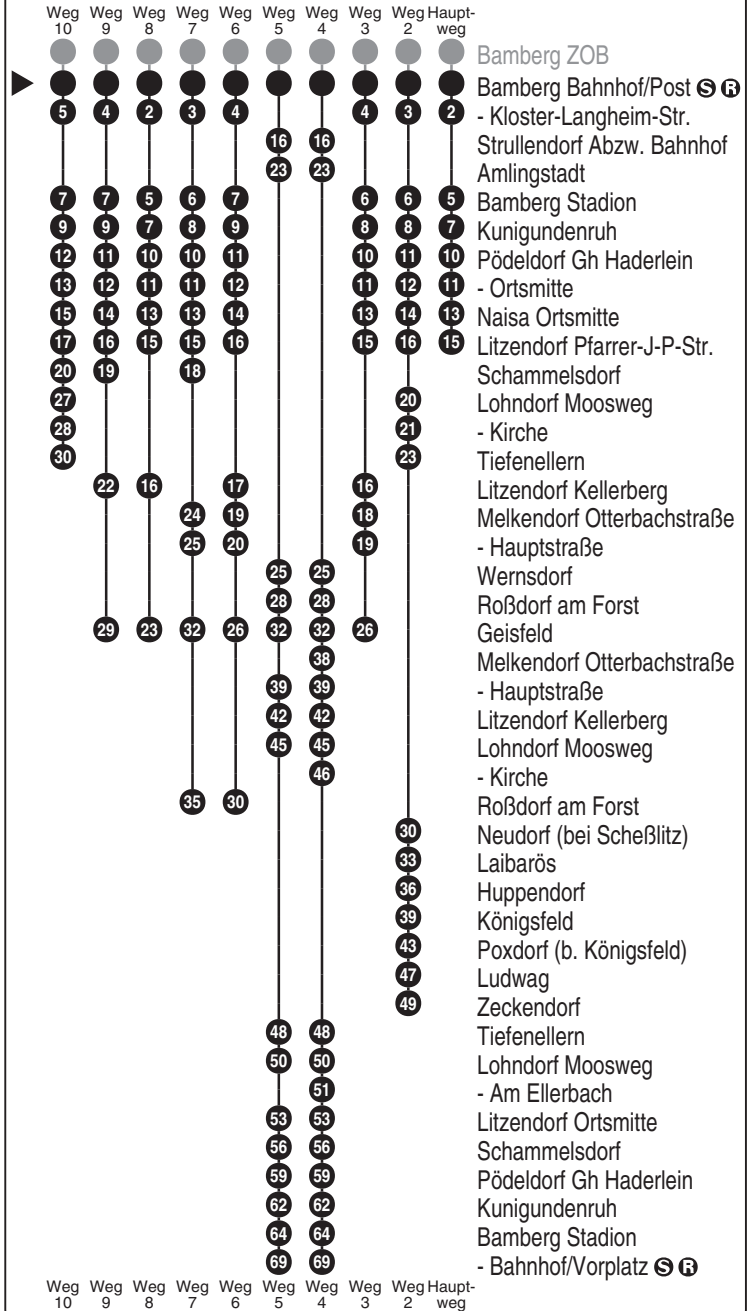 Weg Weg Weg Weg Weg Weg Weg Weg Weg Haupt-
10 9 8 7 6 5 4 3 2 weg
Bamberg ZOB
Bamberg Bahnhof/Post S R
5 4 2 3 4 4 3 2 - Kloster-Langheim-Str.
16 16 Strullendorf Abzw. Bahnhof
23 23 Amlingstadt
7 7 5 6 7 6 6 5 Bamberg Stadion
9 9 7 8 9 8 8 7 Kunigundenruh
12 11 10 10 11 10 11 10 Pödeldorf Gh Haderlein
13 12 11 11 12 11 12 11 - Ortsmitte
15 14 13 13 14 13 14 13 Naisa Ortsmitte
17 16 15 15 16 15 16 15 Litzendorf Pfarrer-J-P-Str.
20 19 18 Schammelsdorf
27 20 Lohndorf Moosweg
28 21 - Kirche
30 23 Tiefenellern
22 16 17 16 Litzendorf Kellerberg
24 19 18 Melkendorf Otterbachstraße
25 20 19 - Hauptstraße
25 25 Wernsdorf
28 28 Roßdorf am Forst
29 23 32 26 32 32 26 Geisfeld
38 Melkendorf Otterbachstraße
39 39 - Hauptstraße
42 42 Litzendorf Kellerberg
45 45 Lohndorf Moosweg
46 - Kirche
35 30 Roßdorf am Forst
30 Neudorf (bei Scheßlitz)
33 Laibarös
36 Huppendorf
39 Königsfeld
43 Poxdorf (b. Königsfeld)
47 Ludwag
49 Zeckendorf
48 48 Tiefenellern
50 50 Lohndorf Moosweg
51 - Am Ellerbach
53 53 Litzendorf Ortsmitte
56 56 Schammelsdorf
59 59 Pödeldorf Gh Haderlein
62 62 Kunigundenruh
64 64 Bamberg Stadion
69 69 - Bahnhof/Vorplatz S R
Weg Weg Weg Weg Weg Weg Weg Weg Weg Haupt-
10 9 8 7 6 5 4 3 2 weg